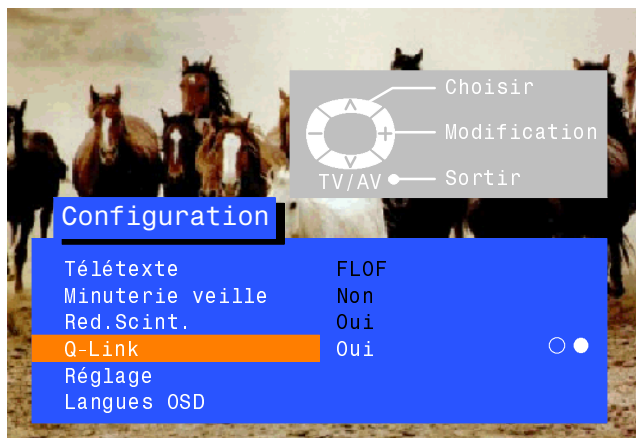 Choisir
Modification
TV/AV Sortir
Configuration
Télétexte FLOF
Minuterie veille Non
Red.Scint. Oui
Q-Link Oui
Réglage
Langues OSD